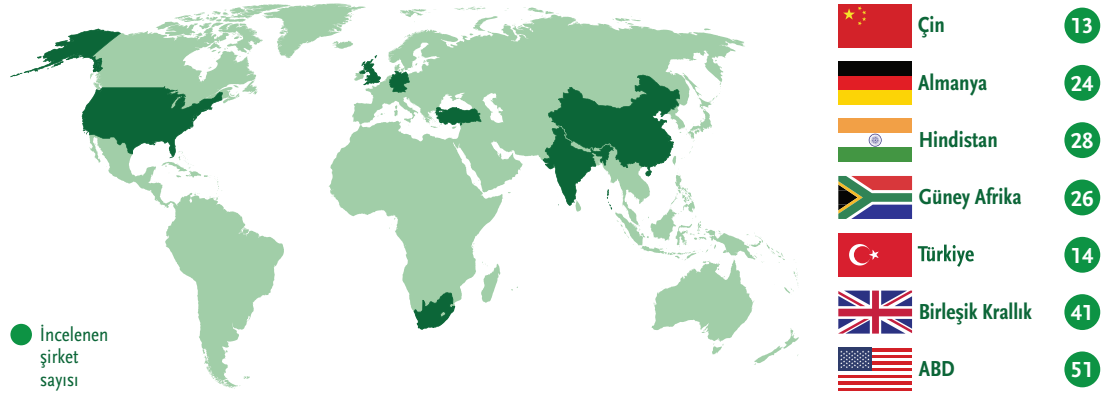 Çin 13
Almanya 24
Hindistan 28
Güney Afrika 26
Türkiye 14
Birleşik Krallık 41
ABD 51
İncelenen
şirket
sayısı